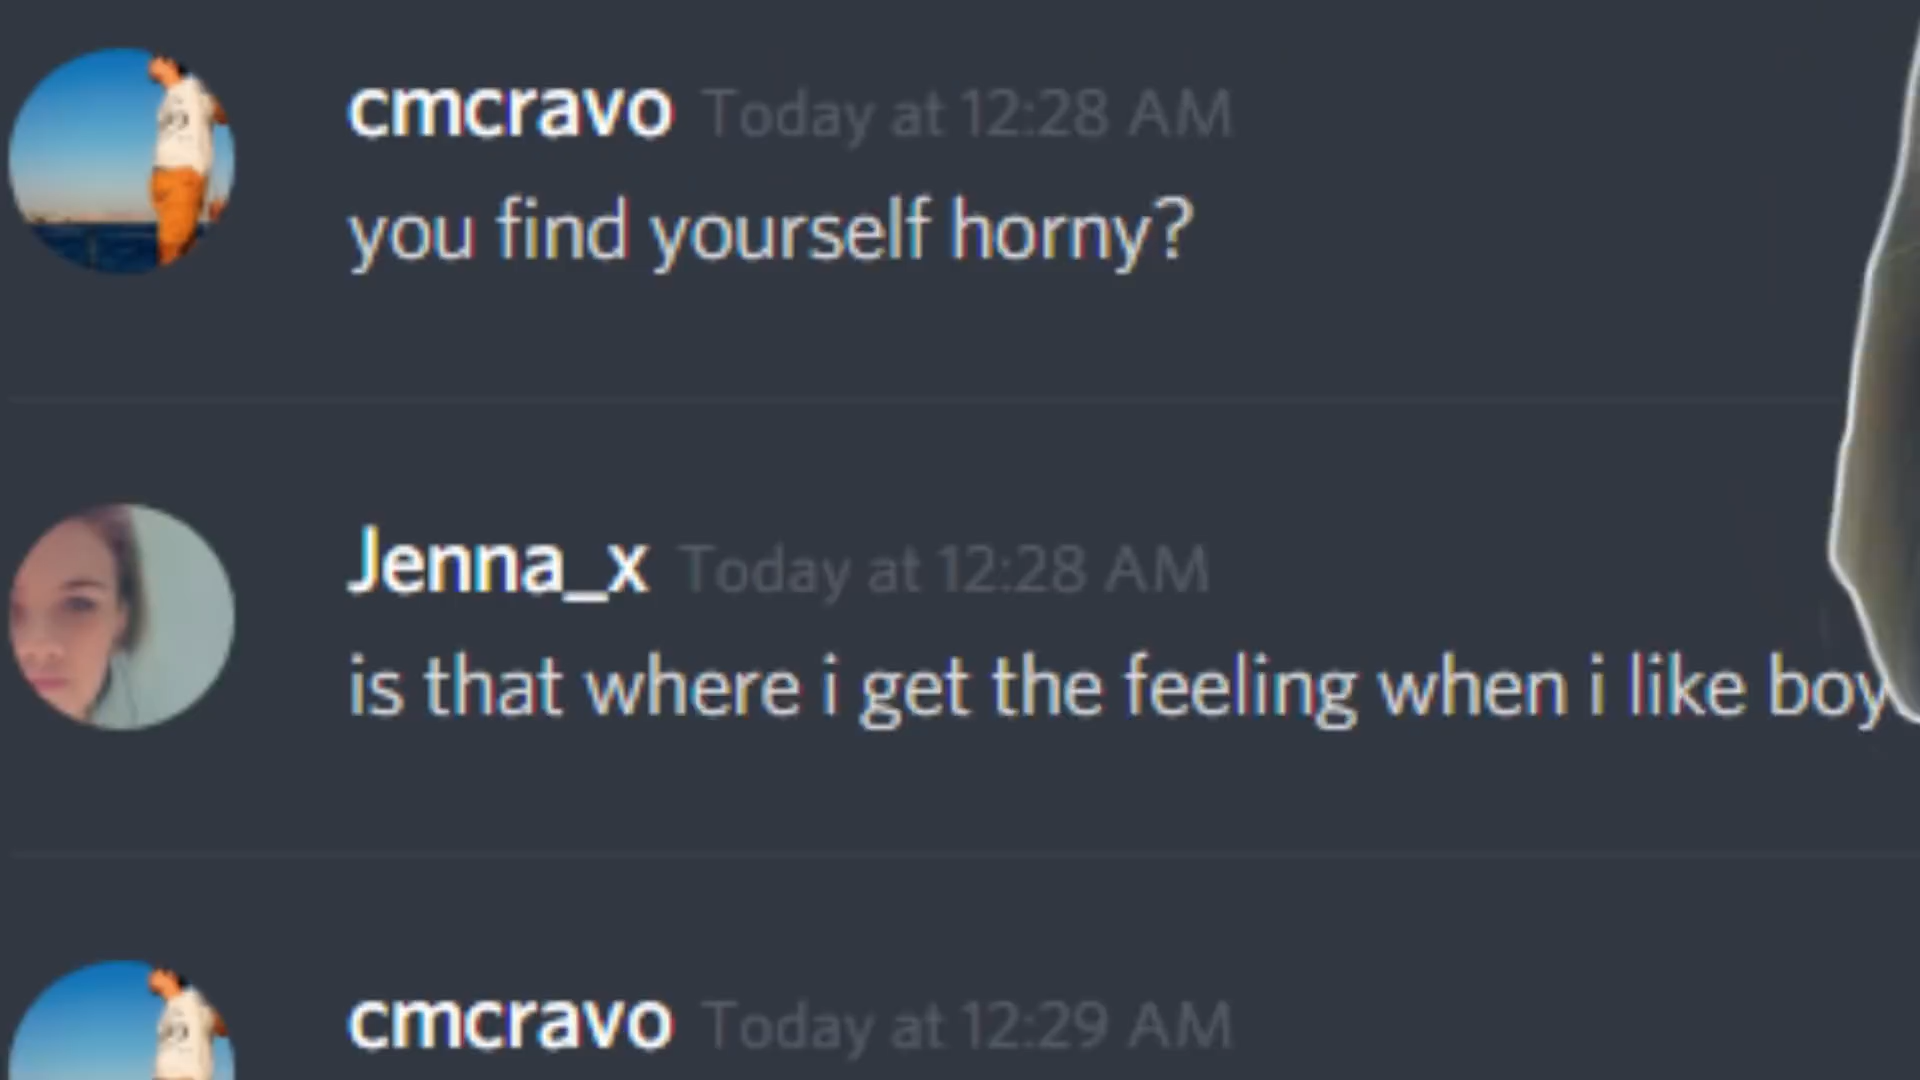 cmcravo Today at 12:28 AM
you find yourself horny?
Jenna_x Today at 12:28 AM
is that where i get the feeling when i like boy
cmcravo Today at 12:29 AM